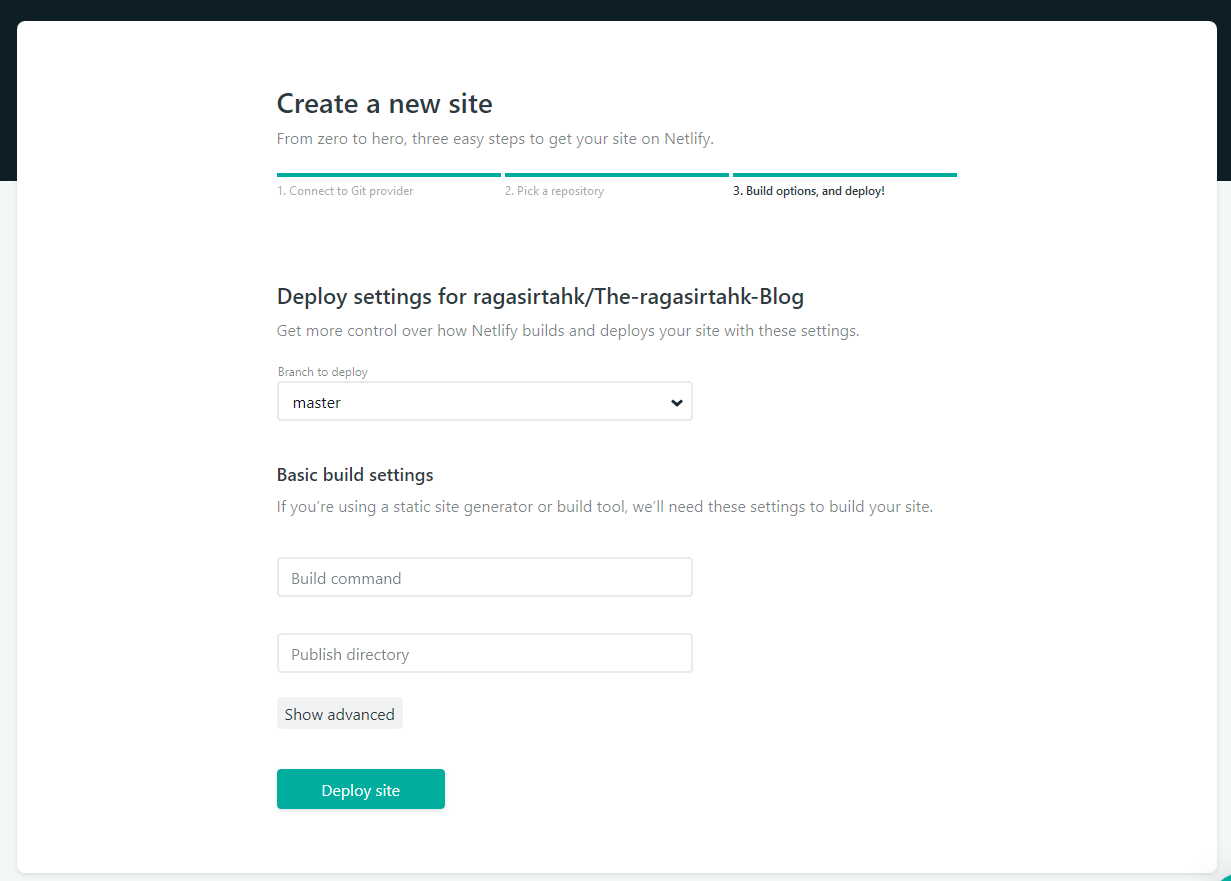 Create a new site
From zero to hero, three easy steps to get your site on Netlify.
1. Connect to Git provider
2. Pick a repository
3. Build options, and deploy!
Deploy settings for ragasirtahk/The-ragasirtahk-Blog
Get more control over how Netlify builds and deploys your site with these settings.
Branch to deploy
master
Basic build settings
If you’re using a static site generator or build tool, we’ll need these settings to build your site.
Build command
Publish directory
Show advanced
Deploy site